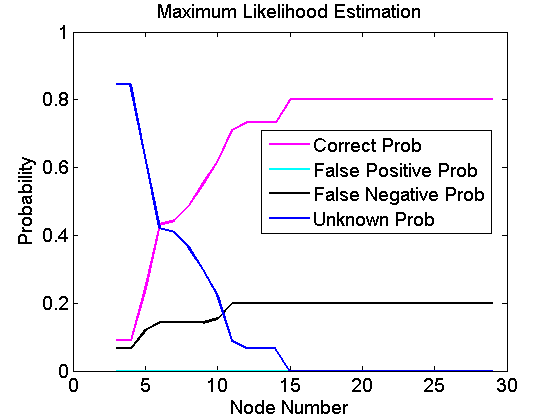 Maximum Likelihood Estimation
1
0.8
0.6
0.4
0.2
0
Probability
Correct Prob
False Positive Prob
False Negative Prob
Unknown Prob
0 5 10 15 20 25 30
Node Number